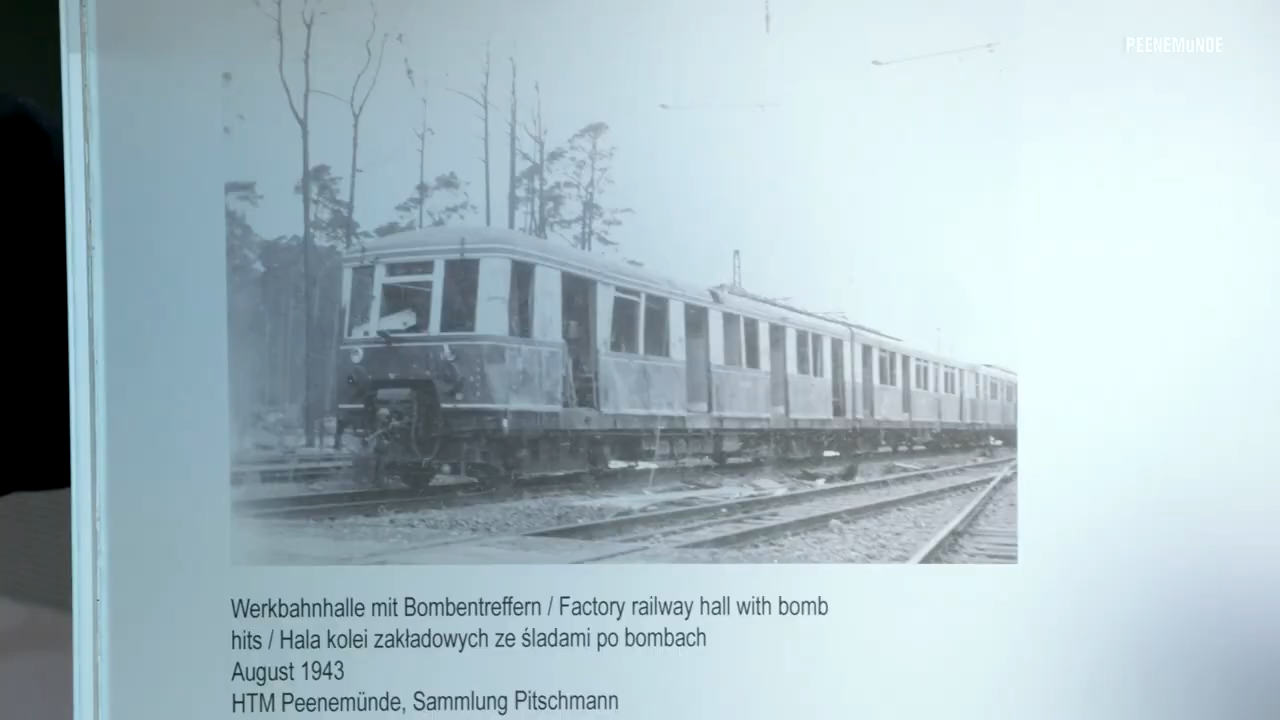 PEENEMüNDE
Werkbahnhalle mit Bombentreffern / Factory railway hall with bomb
hits / Hala kolei zakładowych ze śladami po bombach
August 1943
HTM Peenemünde, Sammlung Pitschmann